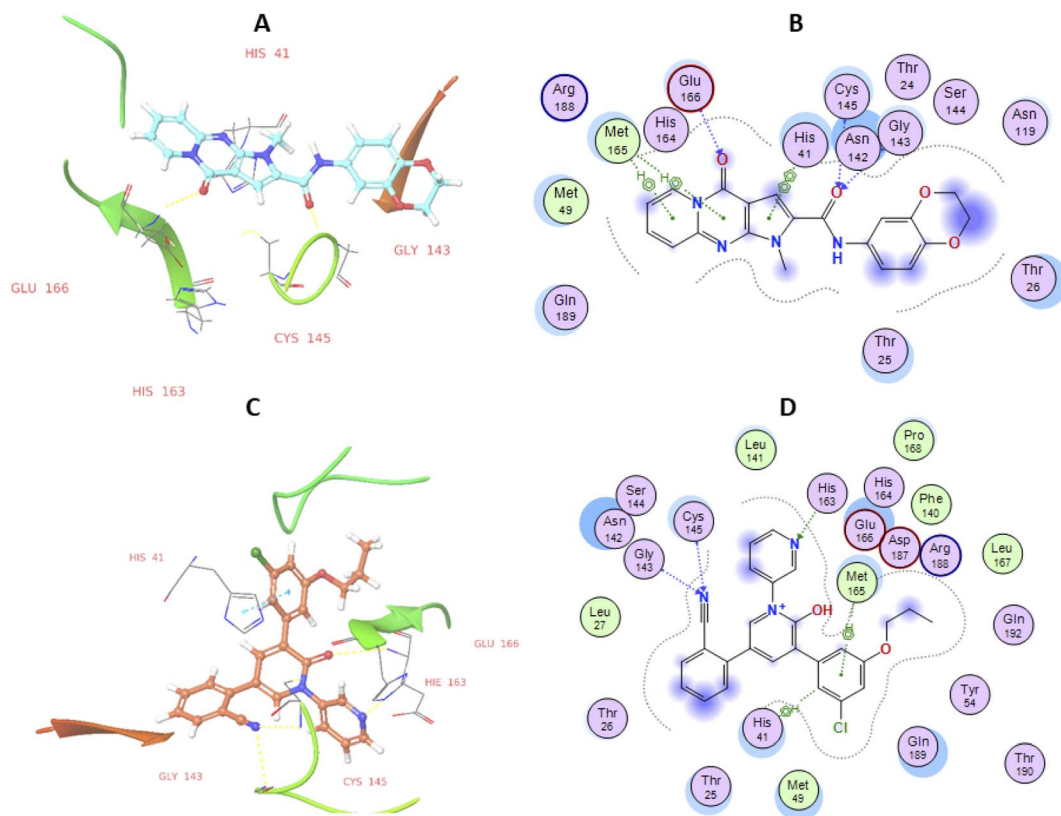 A
HIS 41
GLU 166
GLY 143
CYS 145
HIS 163
B
Arg
188
Glu
166
Met
165
His
164
Met
49
Gln
189
His
41
Cys
145
Asn
142
Gly
143
Thr
24
Ser
144
Asn
119
Thr
26
Thr
25
H
H
H
O
N
N
N
O
N
H
O
O
C
HIS 41
GLU 166
HIE 163
GLY 143
CYS 145
D
Leu
141
Ser
144
Asn
142
Gly
143
Cys
145
Leu
27
Thr
26
Thr
25
His
41
Met
49
His
163
His
164
Glu
166
Asp
187
Arg
188
Phe
140
Pro
168
Leu
167
Met
165
Gln
192
Tyr
54
Thr
190
Gln
189
N
N
N+
OH
O
Cl
H
H